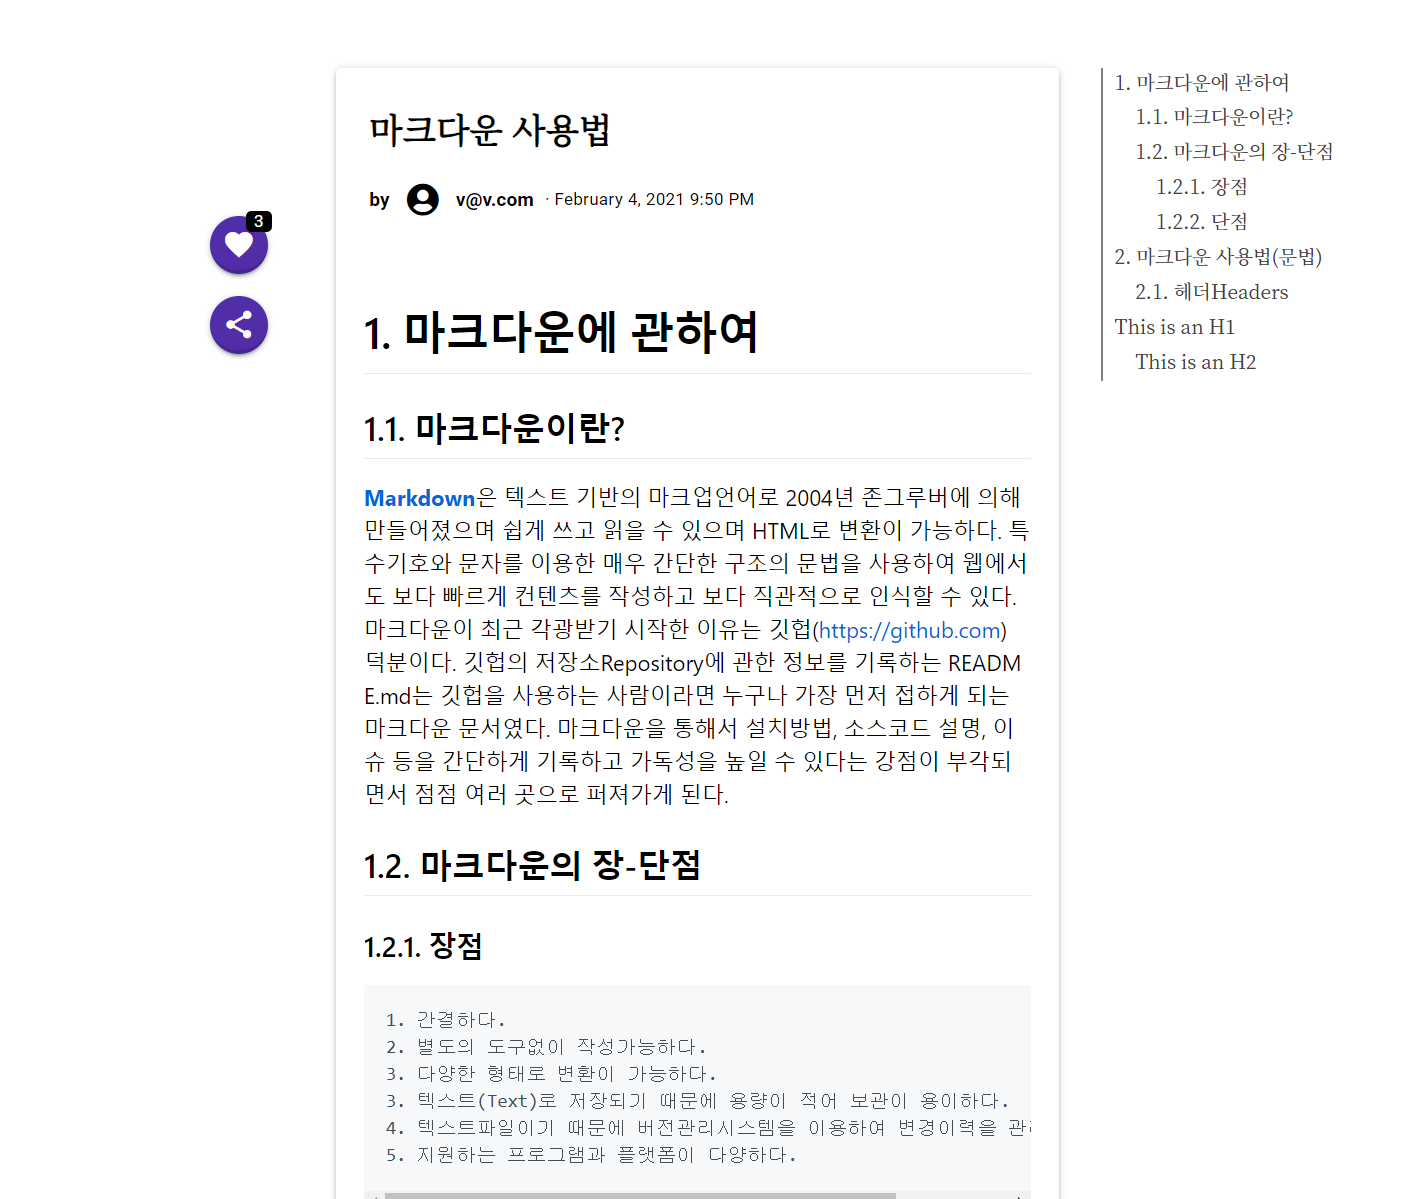 마크다운 사용법
by v@v.com · February 4, 2021 9:50 PM
3
1. 마크다운에 관하여
1.1. 마크다운이란?
Markdown은 텍스트 기반의 마크업언어로 2004년 존그루버에 의해
만들어졌으며 쉽게 쓰고 읽을 수 있으며 HTML로 변환이 가능하다. 특
수기호와 문자를 이용한 매우 간단한 구조의 문법을 사용하여 웹에서
도 보다 빠르게 컨텐츠를 작성하고 보다 직관적으로 인식할 수 있다.
마크다운이 최근 각광받기 시작한 이유는 깃헙(https://github.com)
덕분이다. 깃헙의 저장소Repository에 관한 정보를 기록하는 READM
E.md는 깃헙을 사용하는 사람이라면 누구나 가장 먼저 접하게 되는
마크다운 문서였다. 마크다운을 통해서 설치방법, 소스코드 설명, 이
슈 등을 간단하게 기록하고 가독성을 높일 수 있다는 강점이 부각되
면서 점점 여러 곳으로 퍼져가게 된다.
1.2. 마크다운의 장-단점
1.2.1. 장점
1. 간결하다.
2. 별도의 도구없이 작성가능하다.
3. 다양한 형태로 변환이 가능하다.
3. 텍스트(Text)로 저장되기 때문에 용량이 적어 보관이 용이하다.
4. 텍스트파일이기 때문에 버전관리시스템을 이용하여 변경이력을
5. 지원하는 프로그램과 플랫폼이 다양하다.
1. 마크다운에 관하여
1.1. 마크다운이란?
1.2. 마크다운의 장-단점
1.2.1. 장점
1.2.2. 단점
2. 마크다운 사용법(문법)
2.1. 헤더Headers
This is an H1
This is an H2